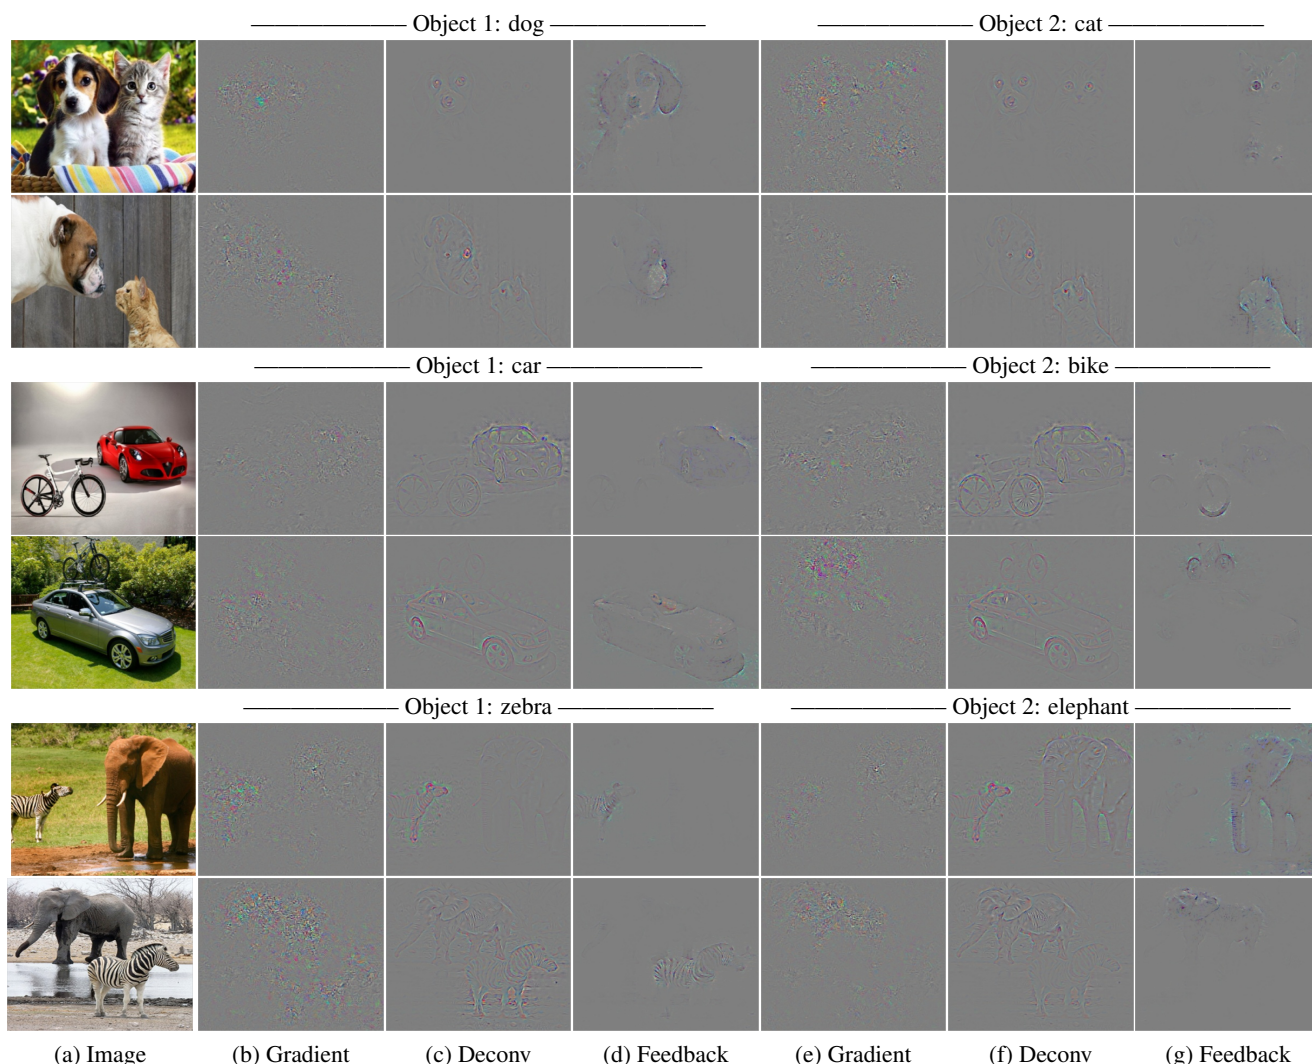 ———————————— Object 1: dog ———————————— ———————————— Object 2: cat ————————————
———————————— Object 1: car ———————————— ———————————— Object 2: bike ————————————
———————————— Object 1: zebra ———————————— ———————————— Object 2: elephant ————————————
(a) Image (b) Gradient (c) Deconv (d) Feedback (e) Gradient (f) Deconv (g) Feedback